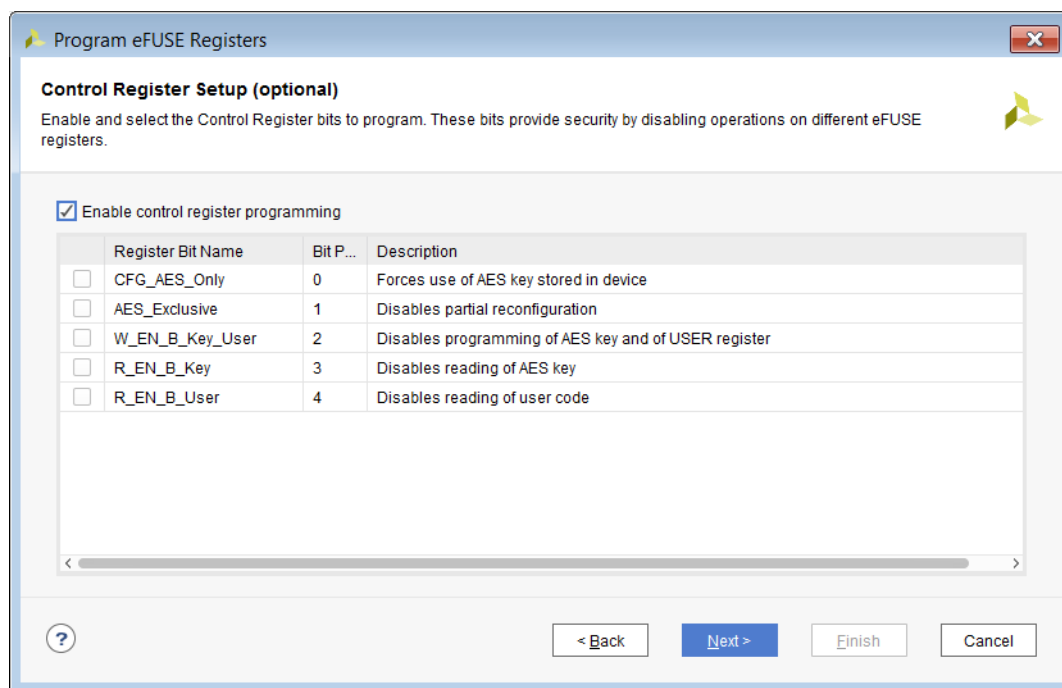 Program eFUSE Registers
Control Register Setup (optional)
Enable and select the Control Register bits to program. These bits provide security by disabling operations on different eFUSE
registers.
Enable control register programming
Register Bit Name Bit P... Description
CFG_AES_Only 0 Forces use of AES key stored in device
AES_Exclusive 1 Disables partial reconfiguration
W_EN_B_Key_User 2 Disables programming of AES key and of USER register
R_EN_B_Key 3 Disables reading of AES key
R_EN_B_User 4 Disables reading of user code
? < Back Next > Finish Cancel